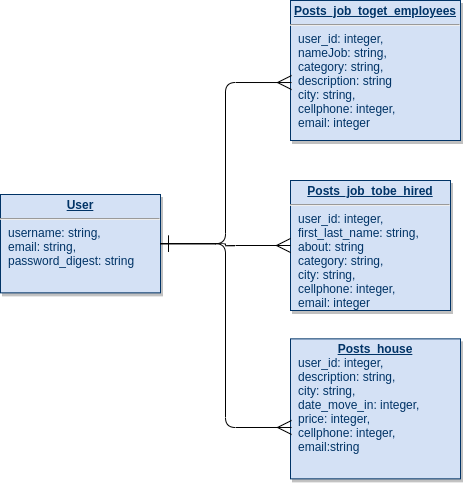 Posts_job_toget_employees
user_id: integer,
nameJob: string,
category: string,
description: string
city: string,
cellphone: integer,
email: integer
User
username: string,
email: string,
password_digest: string
Posts_job_tobe_hired
user_id: integer,
first_last_name: string,
about: string
category: string,
city: string,
cellphone: integer,
email: integer
Posts_house
user_id: integer,
description: string,
city: string,
date_move_in: integer,
price: integer,
cellphone: integer,
email:string